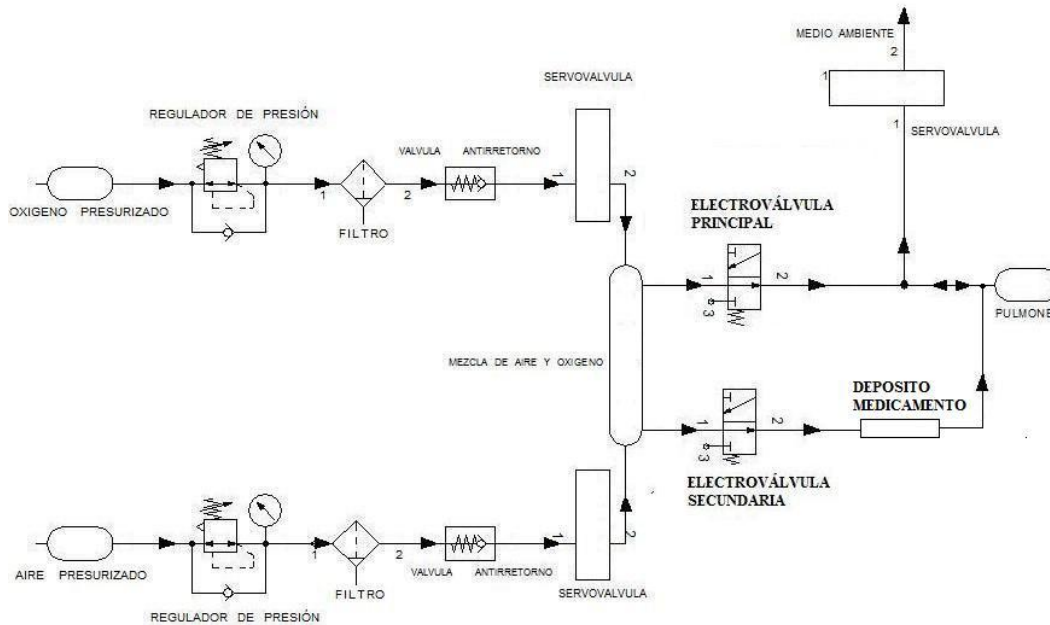 MEDIO AMBIENTE
2
1
1
SERVOVALVULA
SERVOVALVULA
REGULADOR DE PRESIÓN
VALVULA ANTIRRETORNO
1
2
1
2
OXIGENO PRESURIZADO
FILTRO
ELECTROVÁLVULA
PRINCIPAL
1
2
3
PULMONE
MEZCLA DE AIRE Y OXIGENO
DEPOSITO
MEDICAMENTO
1
2
3
ELECTROVÁLVULA
SECUNDARIA
1
2
1
2
VALVULA ANTIRRETORNO
AIRE PRESURIZADO
FILTRO
SERVOVALVULA
REGULADOR DE PRESIÓN